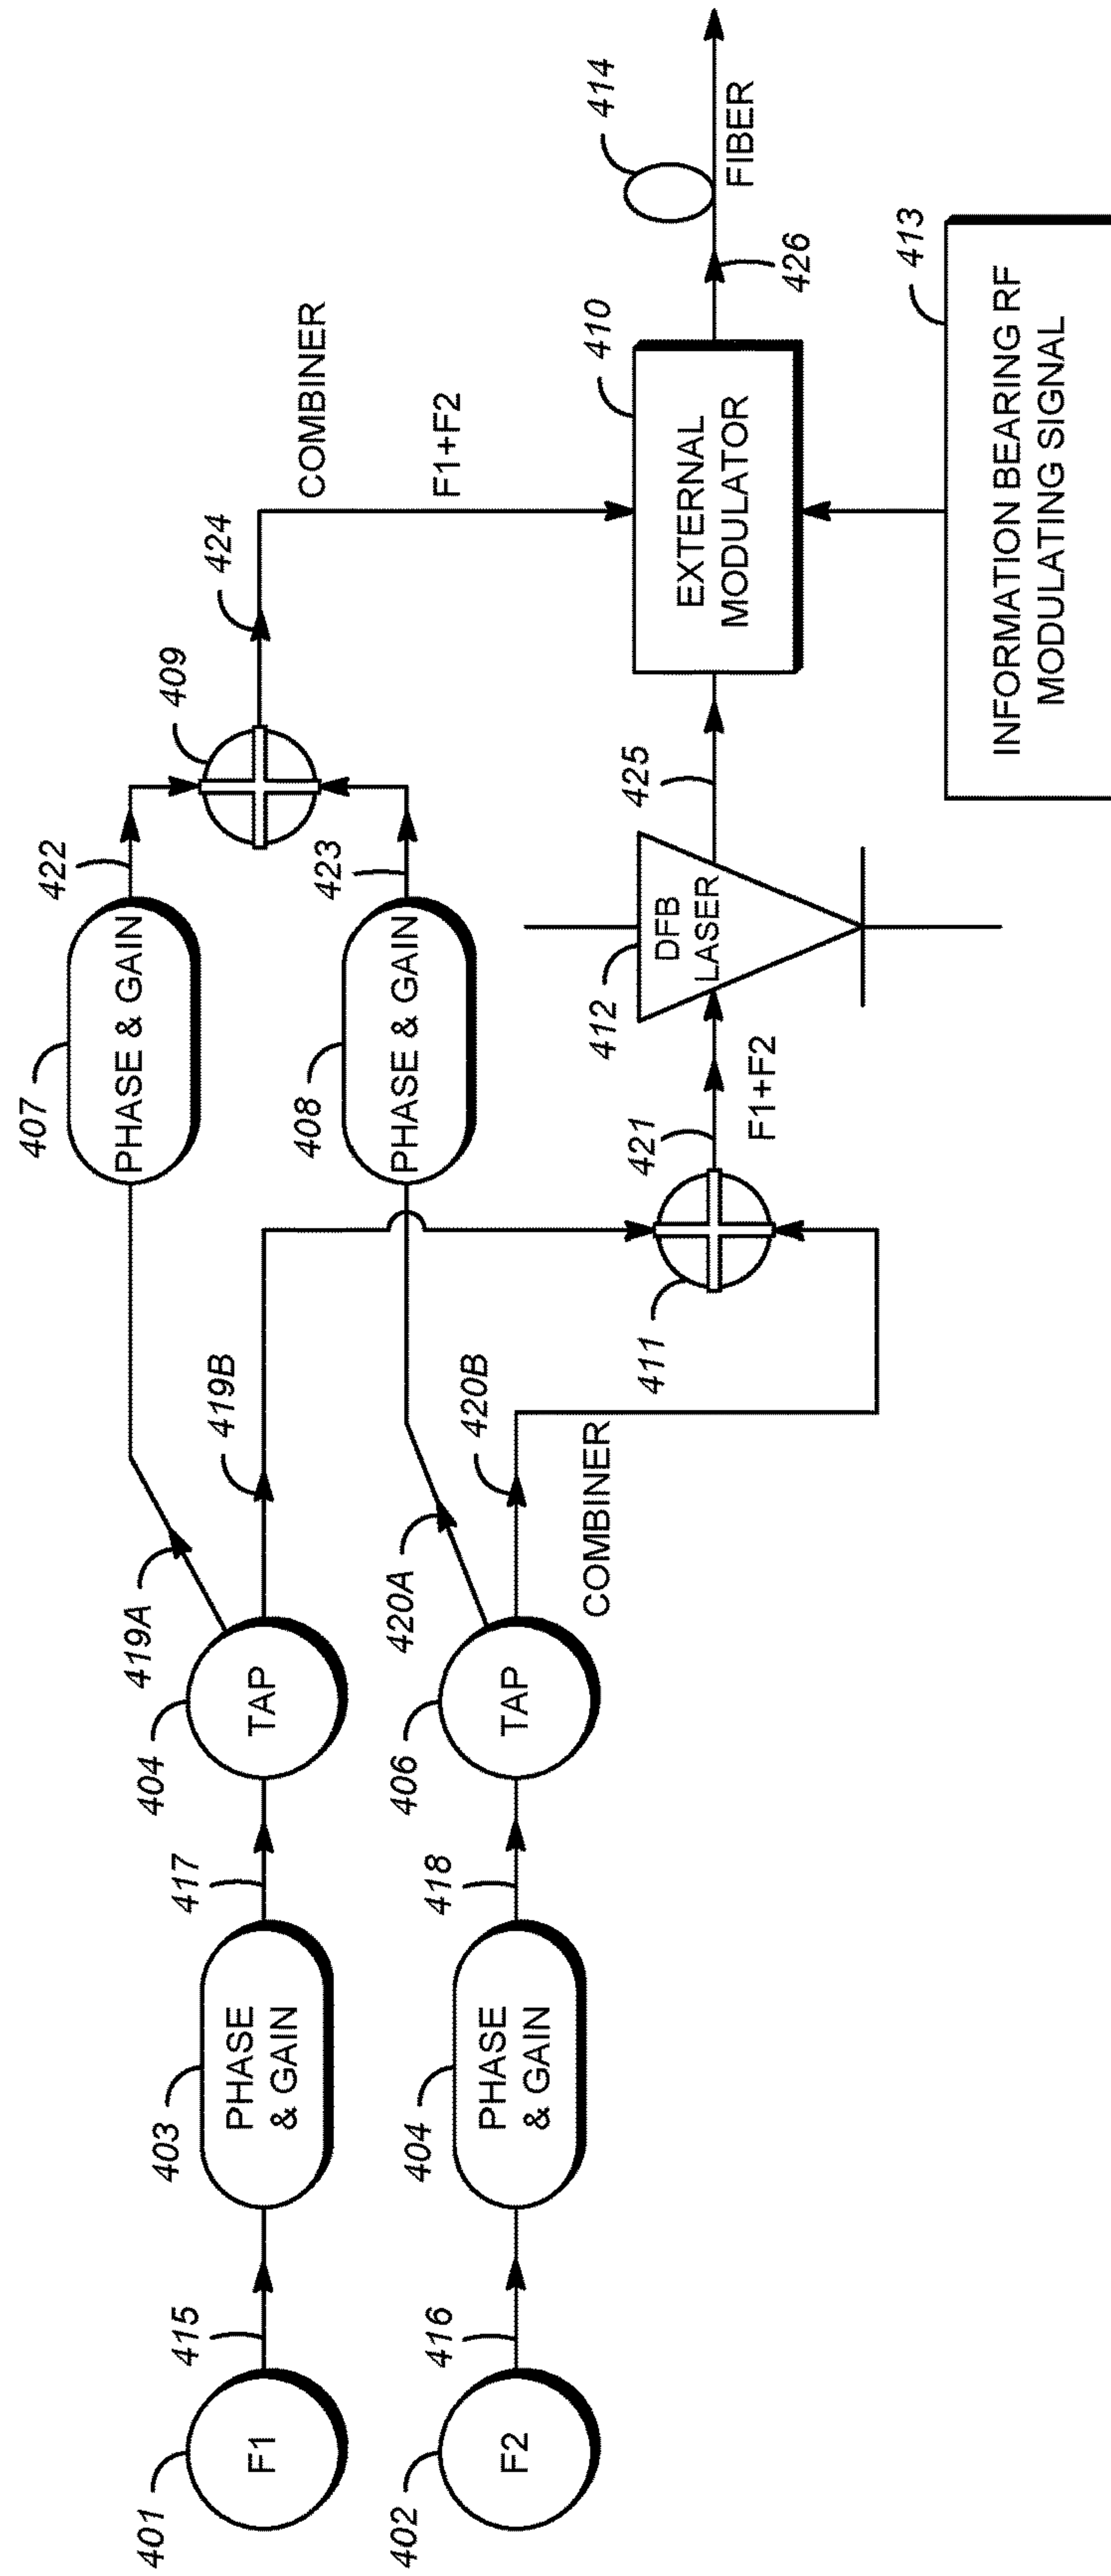 401
F1
415
403
PHASE
& GAIN
417
404
TAP
419A
419B
407
PHASE & GAIN
422
409
424
COMBINER
F1+F2
402
F2
416
404
PHASE
& GAIN
418
406
TAP
420A
420B
COMBINER
408
PHASE & GAIN
423
411
421
F1+F2
412
DFB
LASER
425
410
EXTERNAL
MODULATOR
426
414
FIBER
413
INFORMATION BEARING RF
MODULATING SIGNAL